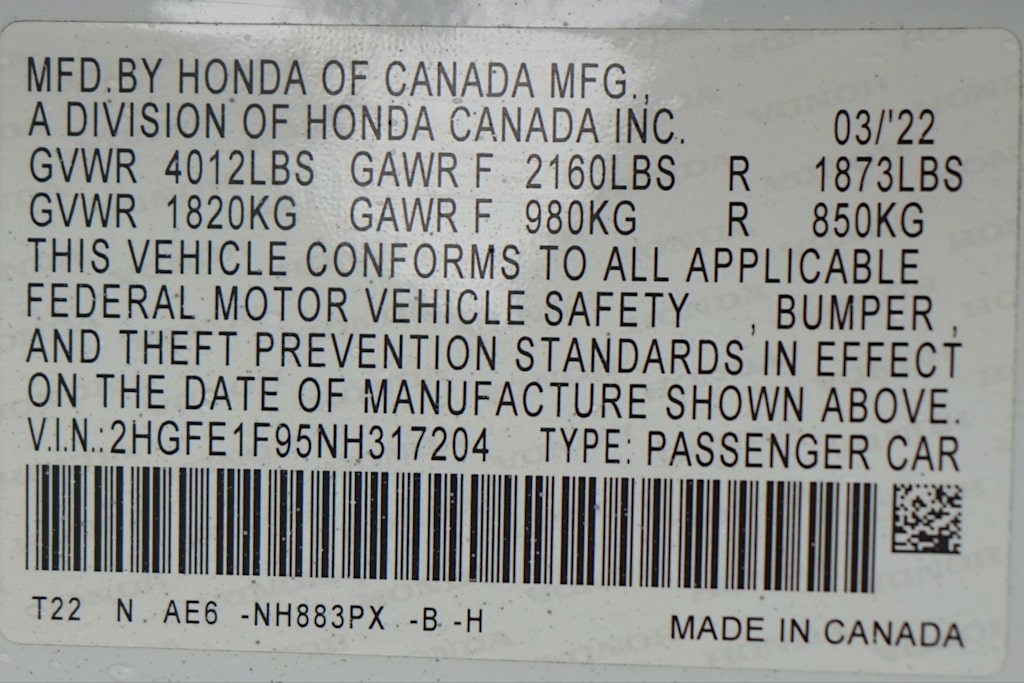 MFD.BY HONDA OF CANADA MFG.,
A DIVISION OF HONDA CANADA INC. 03/'22
GVWR 4012LBS GAWR F 2160LBS R 1873LBS
GVWR 1820KG GAWR F 980KG R 850KG
THIS VEHICLE CONFORMS TO ALL APPLICABLE
FEDERAL MOTOR VEHICLE SAFETY , BUMPER ,
AND THEFT PREVENTION STANDARDS IN EFFECT
ON THE DATE OF MANUFACTURE SHOWN ABOVE.
V.I.N.:2HGFE1F95NH317204 TYPE: PASSENGER CAR
T22 N AE6 -NH883PX -B -H MADE IN CANADA